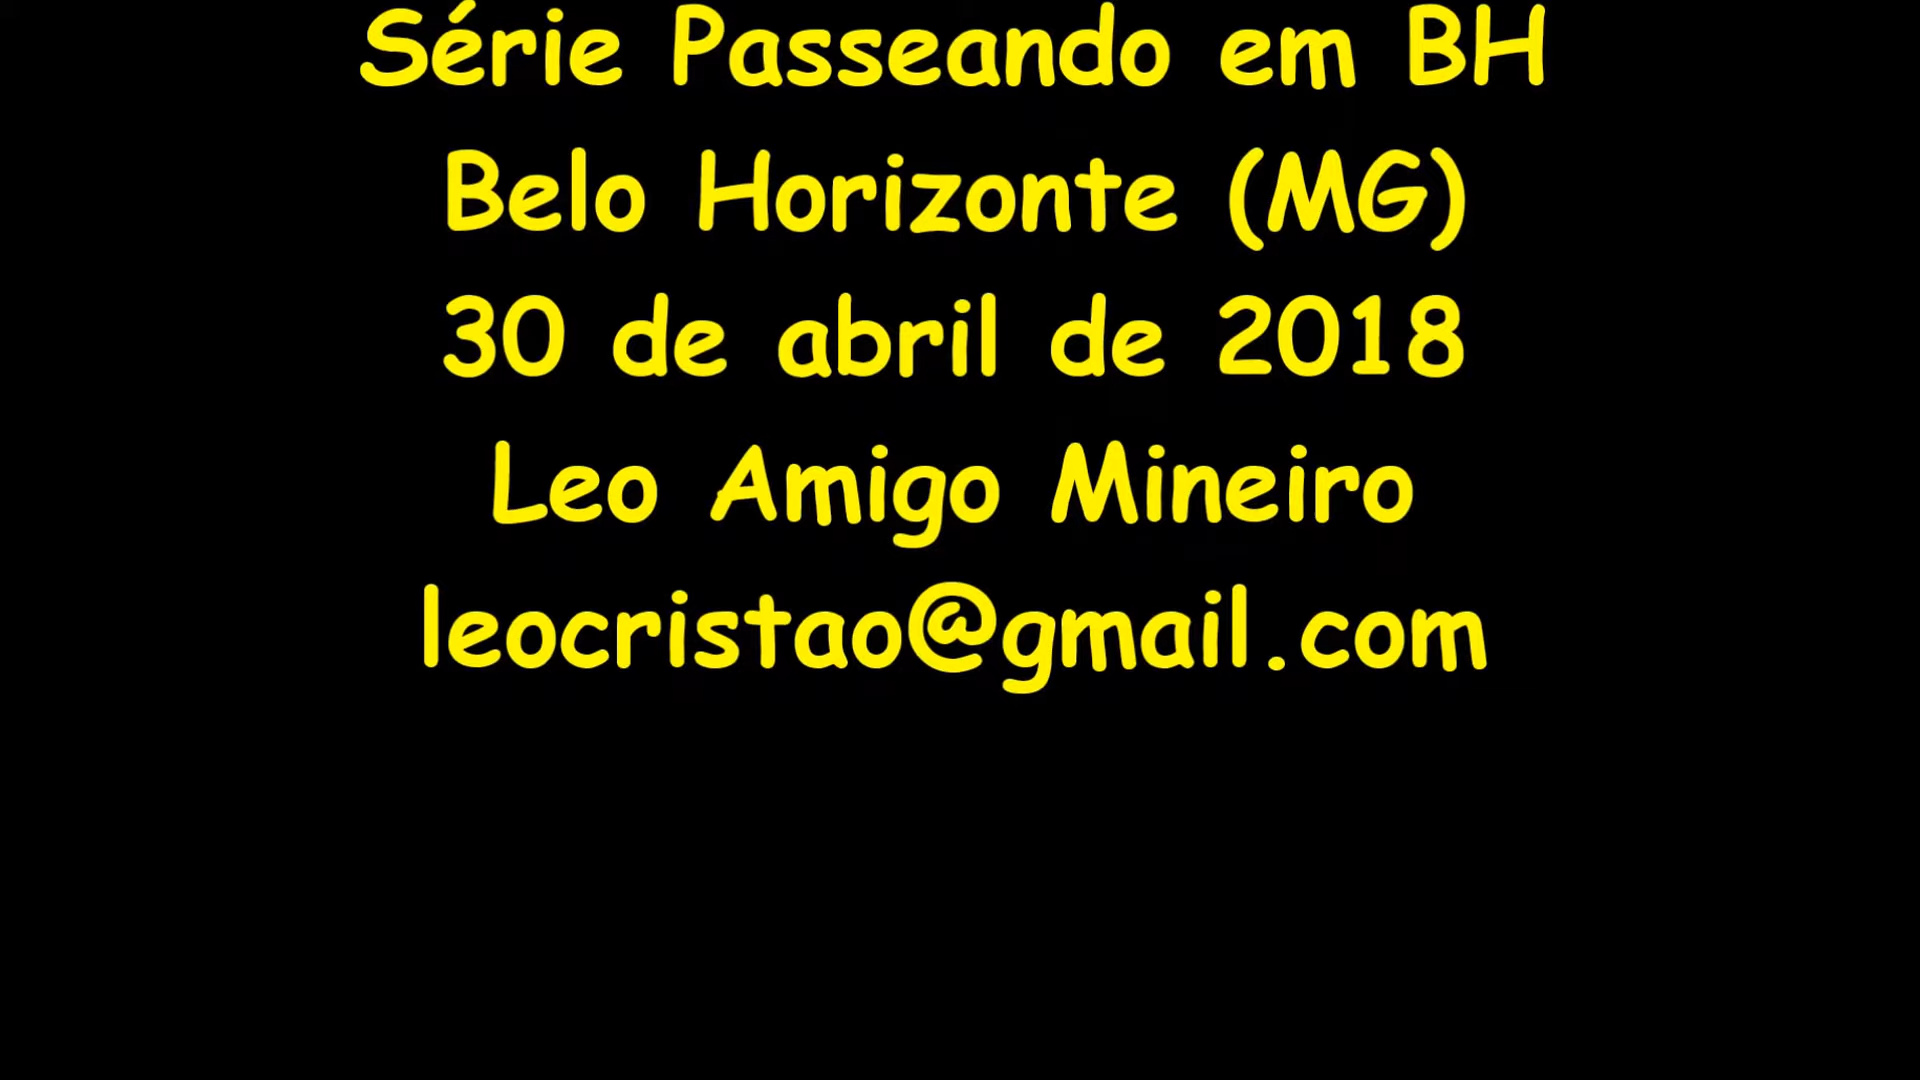 Série Passeando em BH
Belo Horizonte (MG)
30 de abril de 2018
Leo Amigo Mineiro
leocristao@gmail.com